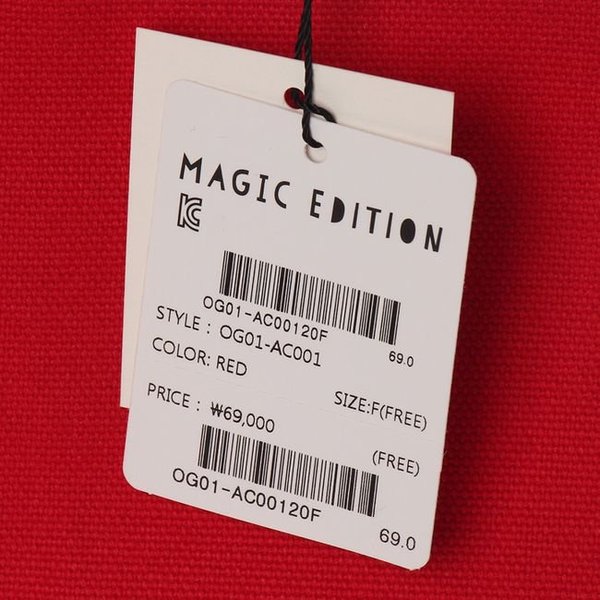 MAGIC EDITION
KC
OG01-AC00120F
69.0
STYLE : OG01-AC001
COLOR: RED
SIZE:F(FREE)
PRICE : ₩69,000
(FREE)
OG01-AC00120F
69.0